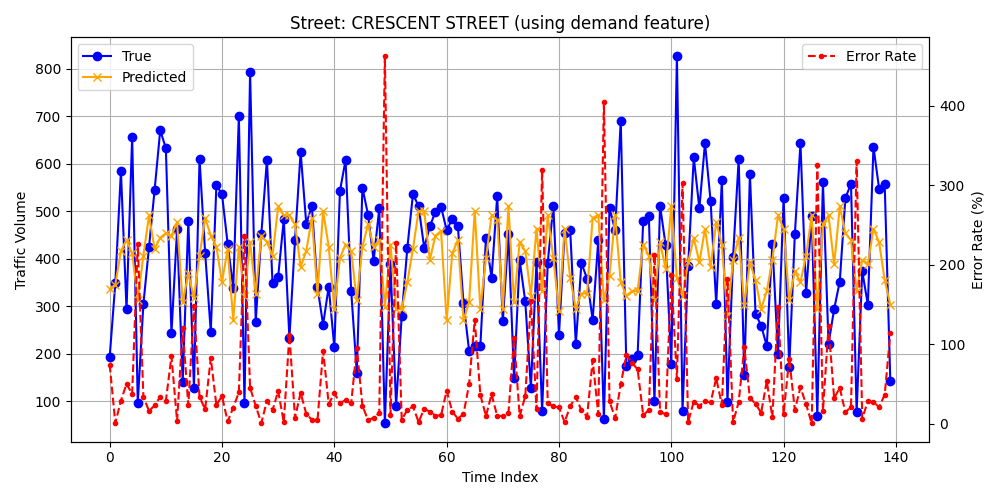 Street: CRESCENT STREET (using demand feature)
True
Predicted
Error Rate
800
700
600
500
400
300
200
100
400
300
200
100
0
Traffic Volume
Error Rate (%)
0 20 40 60 80 100 120 140
Time Index